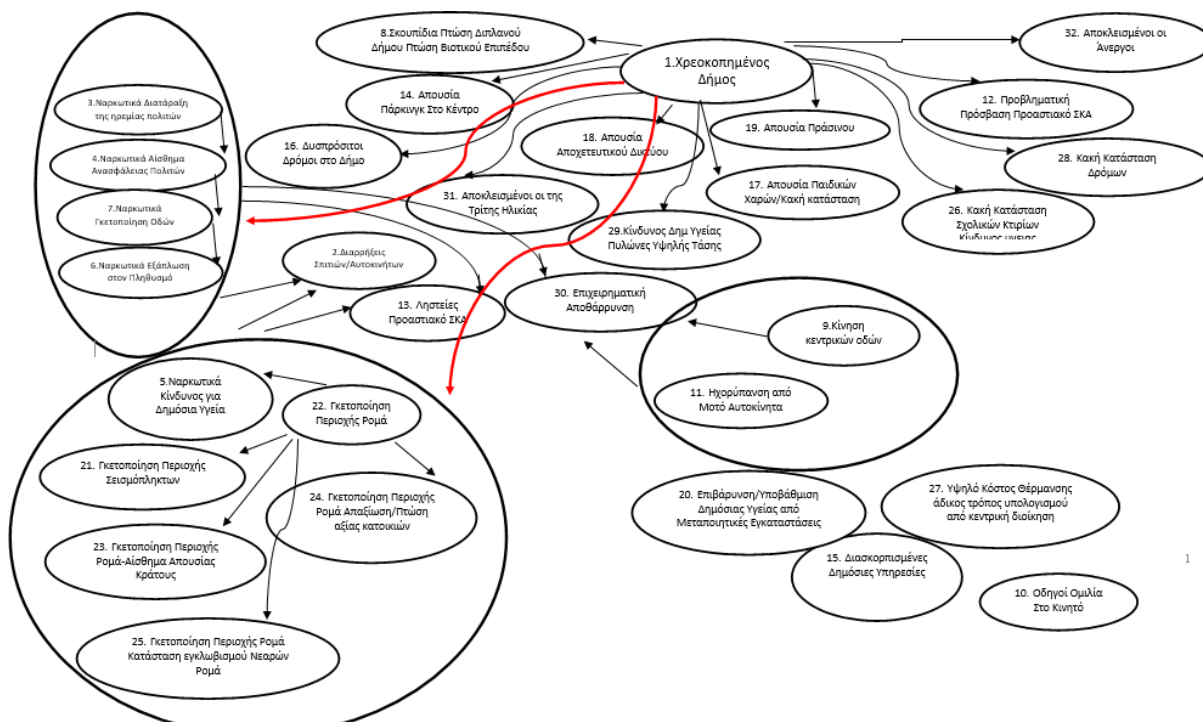 8.Σκουπίδια Πτώση Διπλανού
Δήμου Πτώση Βιοτικού Επιπέδου
1.Χρεοκοπημένος
Δήμος
32. Αποκλεισμένοι οι
Άνεργοι
14. Απουσία
Πάρκινγκ Στο Κέντρο
12. Προβληματική
Πρόσβαση Προαστιακό ΣΚΑ
3.Ναρκωτικά Διατάραξη
της ηρεμίας πολιτών
16. Δυσπρόσιτοι
Δρόμοι στο Δήμο
18. Απουσία
Αποχετευτικού Δικτύου
19. Απουσία Πράσινου
28. Κακή Κατάσταση
Δρόμων
4.Ναρκωτικά Αίσθημα
Ανασφάλειας Πολιτών
31. Αποκλεισμένοι οι της
Τρίτης Ηλικίας
17. Απουσία Παιδικών
Χαρών/Κακή κατάσταση
7.Ναρκωτικά
Γκετοποίηση Οδών
29.Κίνδυνος Δημ Υγείας
Πυλώνες Υψηλής Τάσης
26. Κακή Κατάσταση
Σχολικών Κτιρίων
Κίνδυνος
6.Ναρκωτικά Εξάπλωση
στον Πληθυσμό
2.Διαρρήξεις
Σπιτιών/Αυτοκινήτων
13. Ληστείες
Προαστιακό ΣΚΑ
30. Επιχειρηματική
Αποθάρρυνση
9.Κίνηση
κεντρικών οδών
5.Ναρκωτικά
Κίνδυνος για
Δημόσια Υγεία
22. Γκετοποίηση
Περιοχής Ρομά
11. Ηχορύπανση από
Μοτό Αυτοκίνητα
21. Γκετοποίηση Περιοχής
Σεισμόπληκτων
24. Γκετοποίηση Περιοχής
Ρομά Απαξίωση/Πτώση
αξίας κατοικιών
20. Επιβάρυνση/Υποβάθμιση
Δημόσιας Υγείας από
Μεταποιητικές Εγκαταστάσεις
27. Υψηλό Κόστος Θέρμανσης
άδικος τρόπος υπολογισμού
από κεντρική διοίκηση
23. Γκετοποίηση Περιοχής
Ρομά-Αίσθημα Απουσίας
Κράτους
15. Διασκορπισμένες
Δημόσιες Υπηρεσίες
1
10. Οδηγοί Ομιλία
Στο Κινητό
25. Γκετοποίηση Περιοχής Ρομά
Κατάσταση εγκλωβισμού Νεαρών
Ρομά